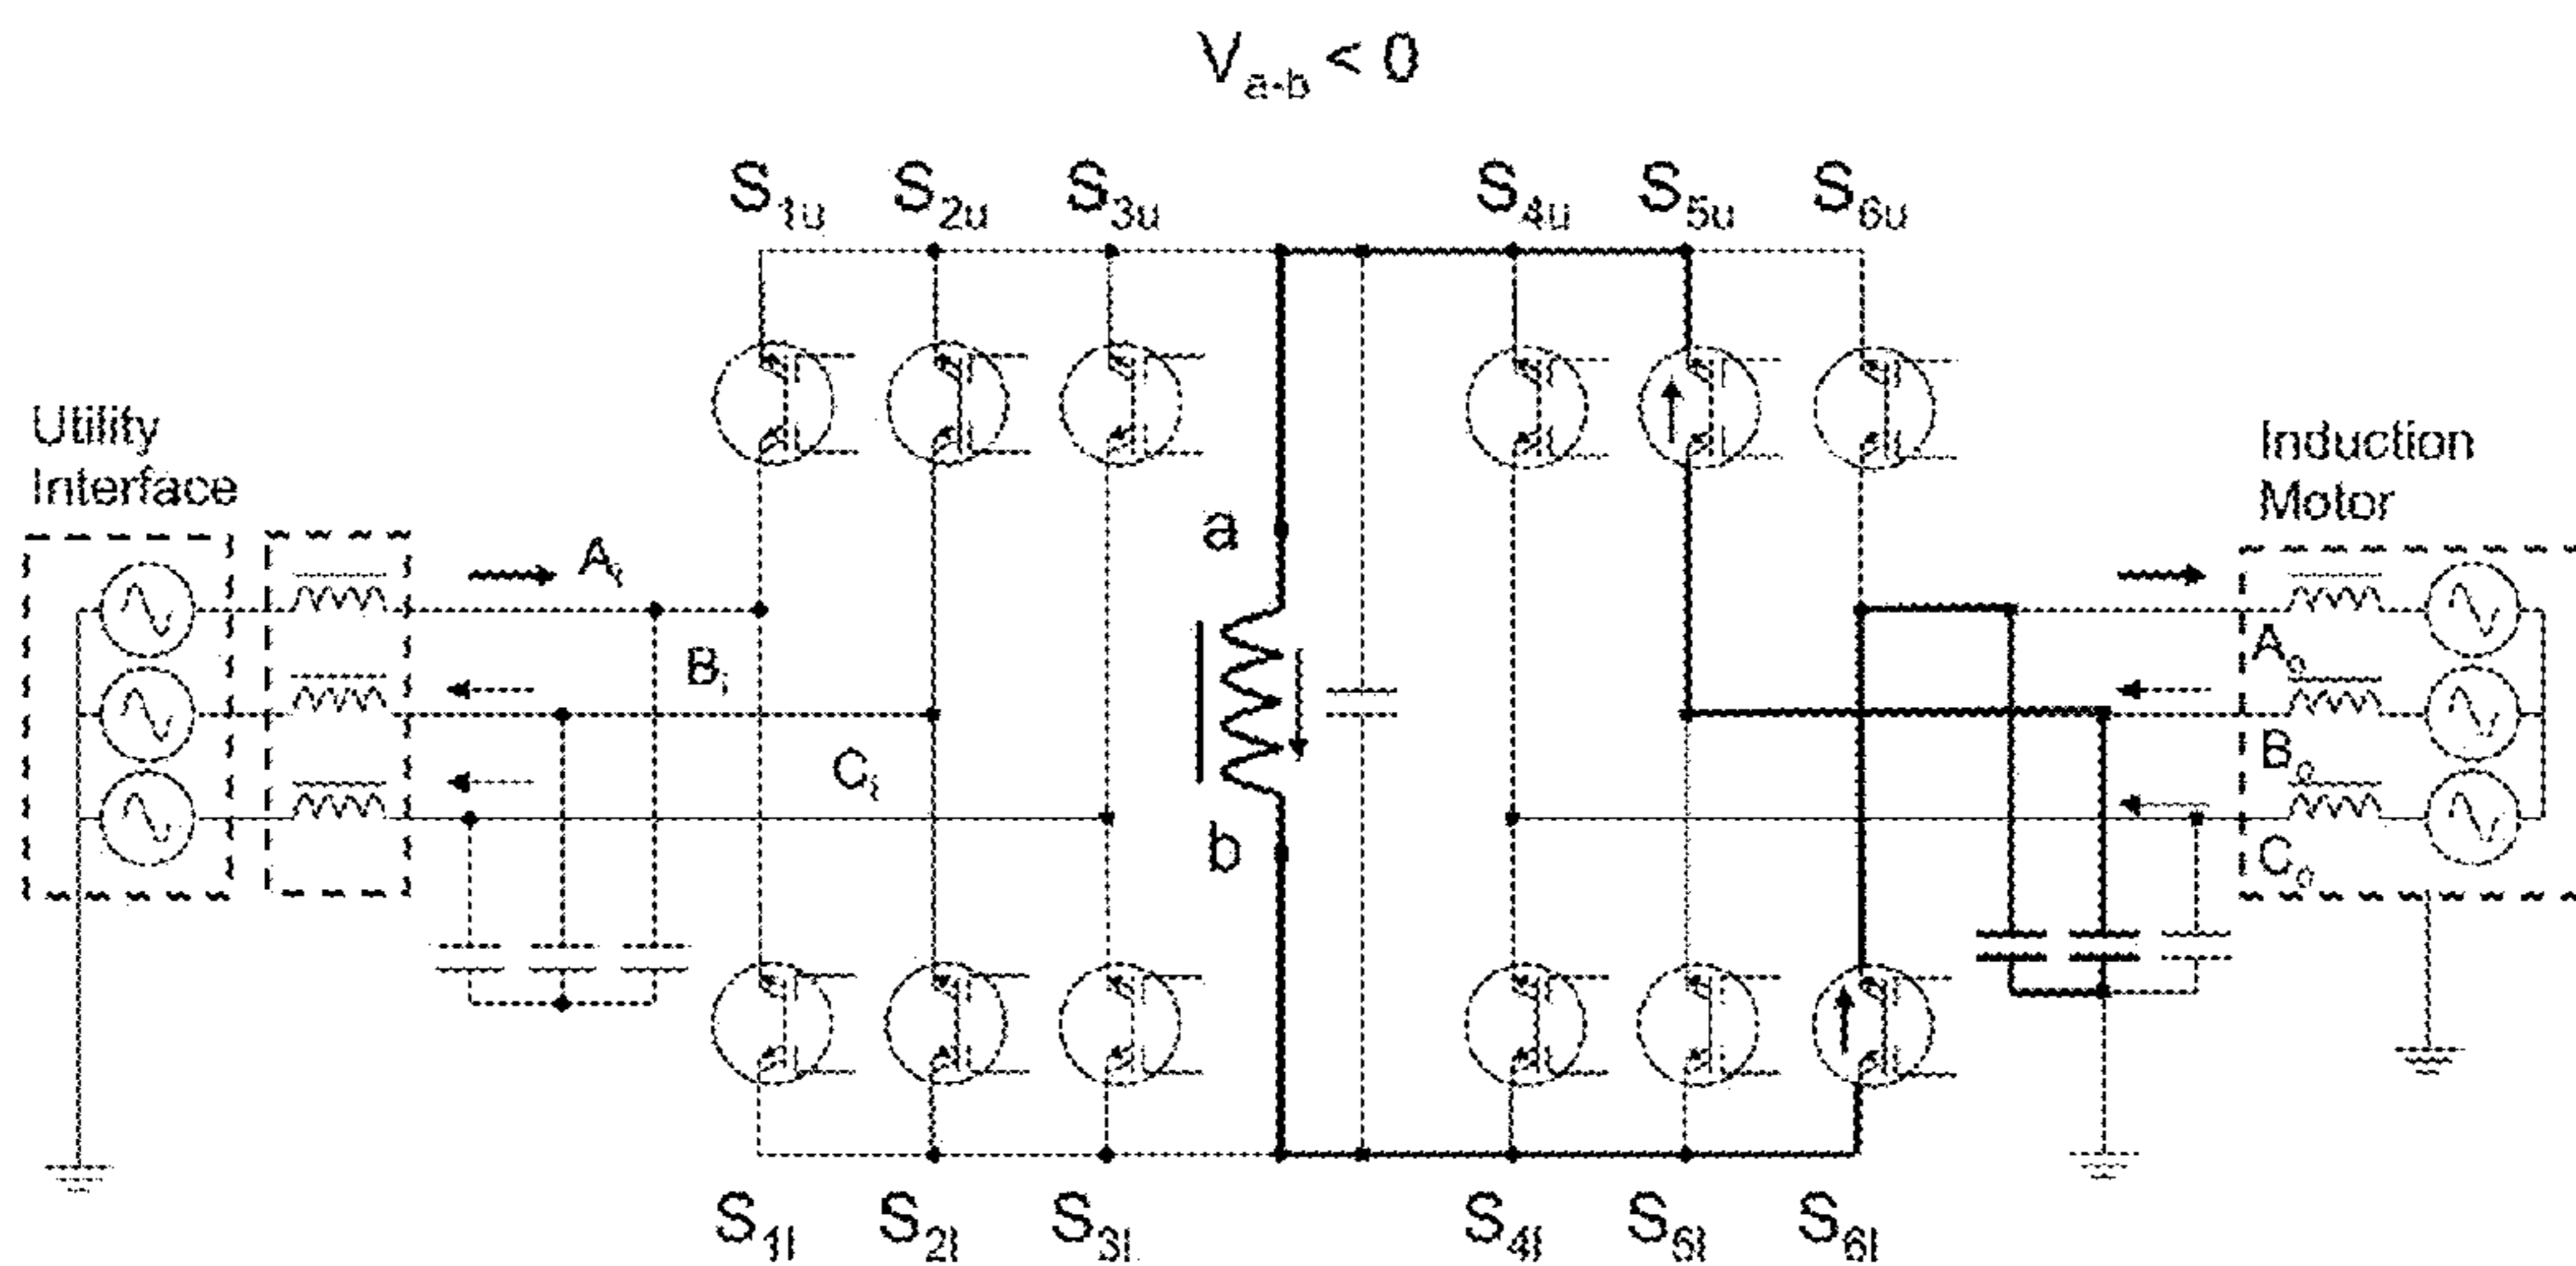 Va-b < 0
S1u S2u S3u S4u S5u S6u
Utility
Interface
Induction
Motor
a
Ai
Bi
Ao
Ci
Bo
b
Co
S1l S2l S3l S4l S5l S6l